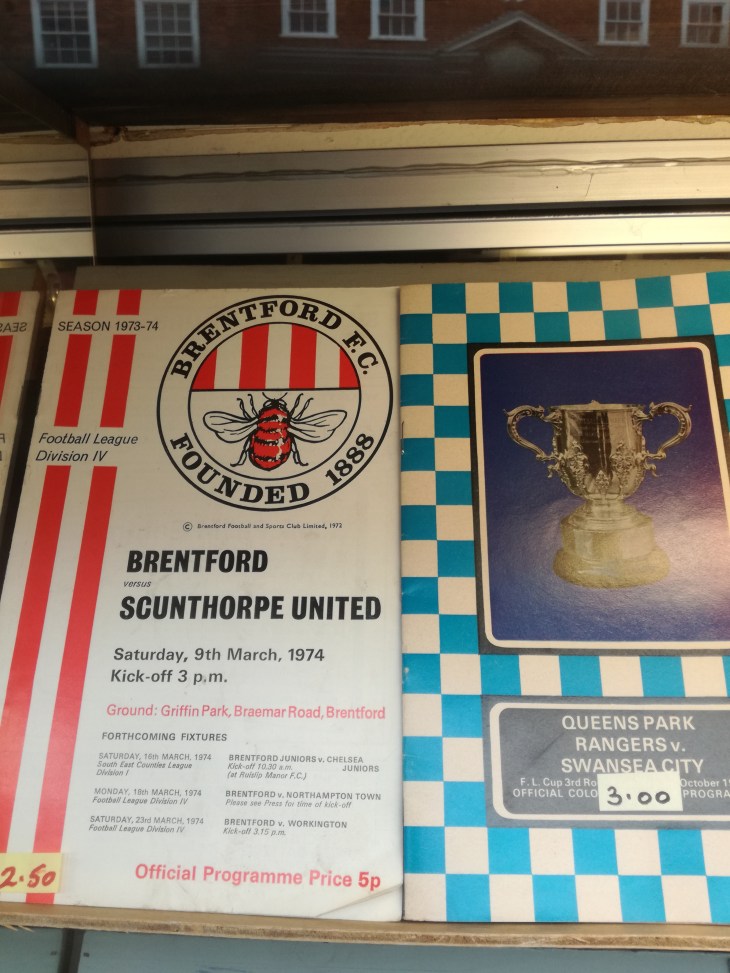 SEASON 1973-74
BRENTFORD F.C.
FOUNDED 1888
Football League
Division IV
© Brentford Football and Sports Club Limited, 1973
BRENTFORD
versus
SCUNTHORPE UNITED
Saturday, 9th March, 1974
Kick-off 3 p.m.
Ground: Griffin Park, Braemar Road, Brentford
FORTHCOMING FIXTURES
SATURDAY, 16th MARCH, 1974
South East Counties League
Division I
BRENTFORD JUNIORS v. CHELSEA
Kick-off 10.30 a.m. JUNIORS
(at Ruislip Manor F.C.)
MONDAY, 18th MARCH, 1974
Football League Division IV
BRENTFORD v. NORTHAMPTON TOWN
Please see Press for time of kick-off
SATURDAY, 23rd MARCH, 1974
Football League Division IV
BRENTFORD v. WORKINGTON
Kick-off 3.15 p.m.
Official Programme Price 5p
2.50
QUEENS PARK
RANGERS v.
SWANSEA CITY
F.L. Cup 3rd October
OFFICIAL
3.00